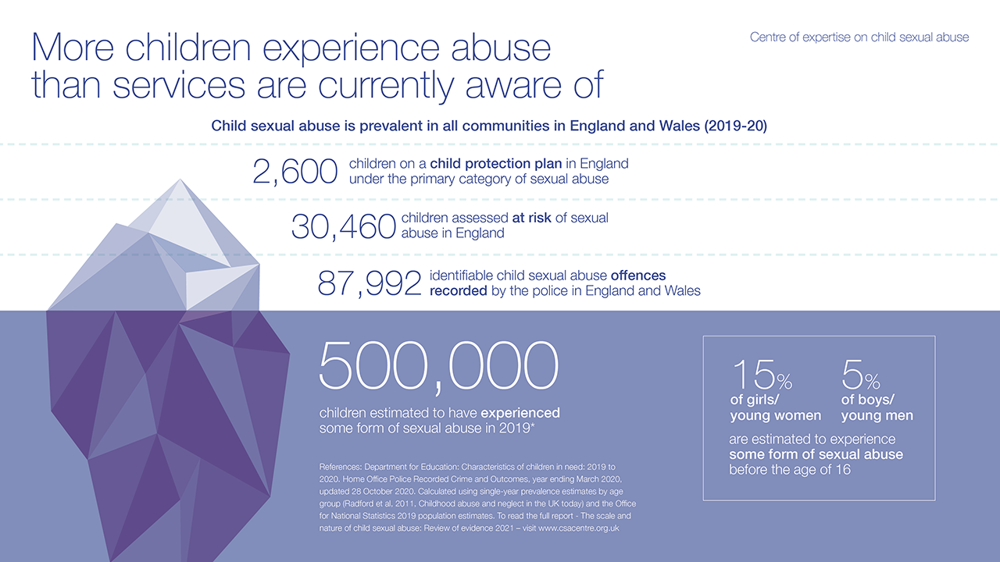 More children experience abuse
than services are currently aware of
Centre of expertise on child sexual abuse
Child sexual abuse is prevalent in all communities in England and Wales (2019-20)
2,600
children on a child protection plan in England
under the primary category of sexual abuse
30,460
children assessed at risk of sexual
abuse in England
87,992
identifiable child sexual abuse offences
recorded by the police in England and Wales
500,000
children estimated to have experienced
some form of sexual abuse in 2019*
References: Department for Education: Characteristics of children in need: 2019 to
2020. Home Office Police Recorded Crime and Outcomes, year ending March 2020,
updated 28 October 2020. Calculated using single-year prevalence estimates by age
group (Radford et al, 2011, Childhood abuse and neglect in the UK today) and the Office
for National Statistics 2019 population estimates. To read the full report - The scale and
nature of child sexual abuse: Review of evidence 2021 – visit www.csacentre.org.uk
15%
of girls/
young women
5%
of boys/
young men
are estimated to experience
some form of sexual abuse
before the age of 16